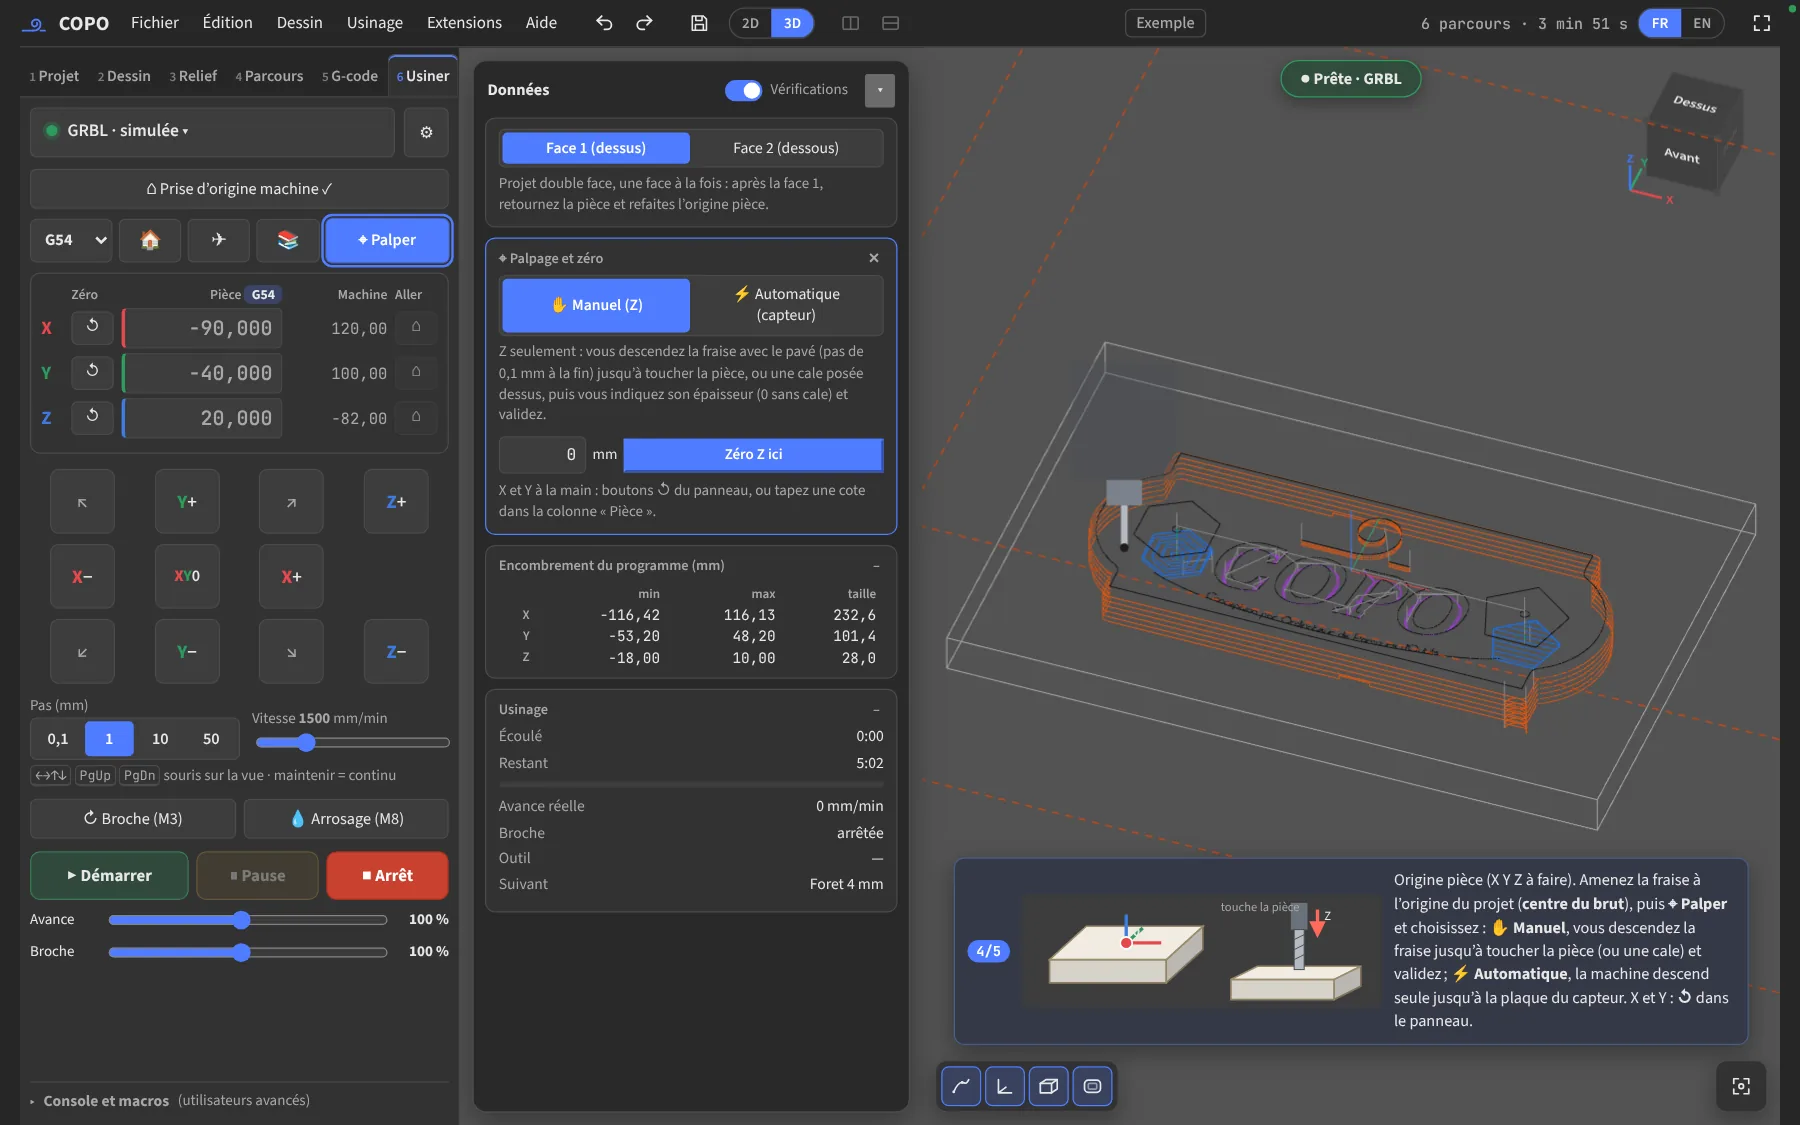 COPO Fichier Édition Dessin Usinage Extensions Aide 2D 3D Exemple 6 parcours · 3 min 51 s FR EN
1 Projet 2 Dessin 3 Relief 4 Parcours 5 G-code 6 Usiner
GRBL · simulée
Prise d’origine machine ✓
G54 Palper
Zéro Pièce G54 Machine Aller
X -90,000 120,00
Y -40,000 100,00
Z 20,000 -82,00
Y+ Z+
X− XY0 X+
Y− Z−
Pas (mm)
Vitesse 1500 mm/min
0,1 1 10 50
PgUp PgDn souris sur la vue · maintenir = continu
Broche (M3) Arrosage (M8)
Démarrer Pause Arrêt
Avance 100 %
Broche 100 %
Console et macros (utilisateurs avancés)
Données Vérifications
Face 1 (dessus) Face 2 (dessous)
Projet double face, une face à la fois : après la face 1,
retournez la pièce et refaites l’origine pièce.
Palpage et zéro ✕
Manuel (Z) Automatique
(capteur)
Z seulement : vous descendez la fraise avec le pavé (pas de
0,1 mm à la fin) jusqu’à toucher la pièce, ou une cale posée
dessus, puis vous indiquez son épaisseur (0 sans cale) et
validez.
0 mm Zéro Z ici
X et Y à la main : boutons ↺ du panneau, ou tapez une cote
dans la colonne « Pièce ».
Encombrement du programme (mm) –
min max taille
X -116,42 116,13 232,6
Y -53,20 48,20 101,4
Z -18,00 10,00 28,0
Usinage –
Écoulé 0:00
Restant 5:02
Avance réelle 0 mm/min
Broche arrêtée
Outil —
Suivant Foret 4 mm
Prête · GRBL
Dessus
Avant
Z Y
X
COPO
4/5
touche la pièce
Z
Origine pièce (X Y Z à faire). Amenez la fraise à
l’origine du projet (centre du brut), puis ⌖ Palper
et choisissez : ✋ Manuel, vous descendez la
fraise jusqu’à toucher la pièce (ou une cale) et
validez ; ⚡ Automatique, la machine descend
seule jusqu’à la plaque du capteur. X et Y : ↺ dans
le panneau.